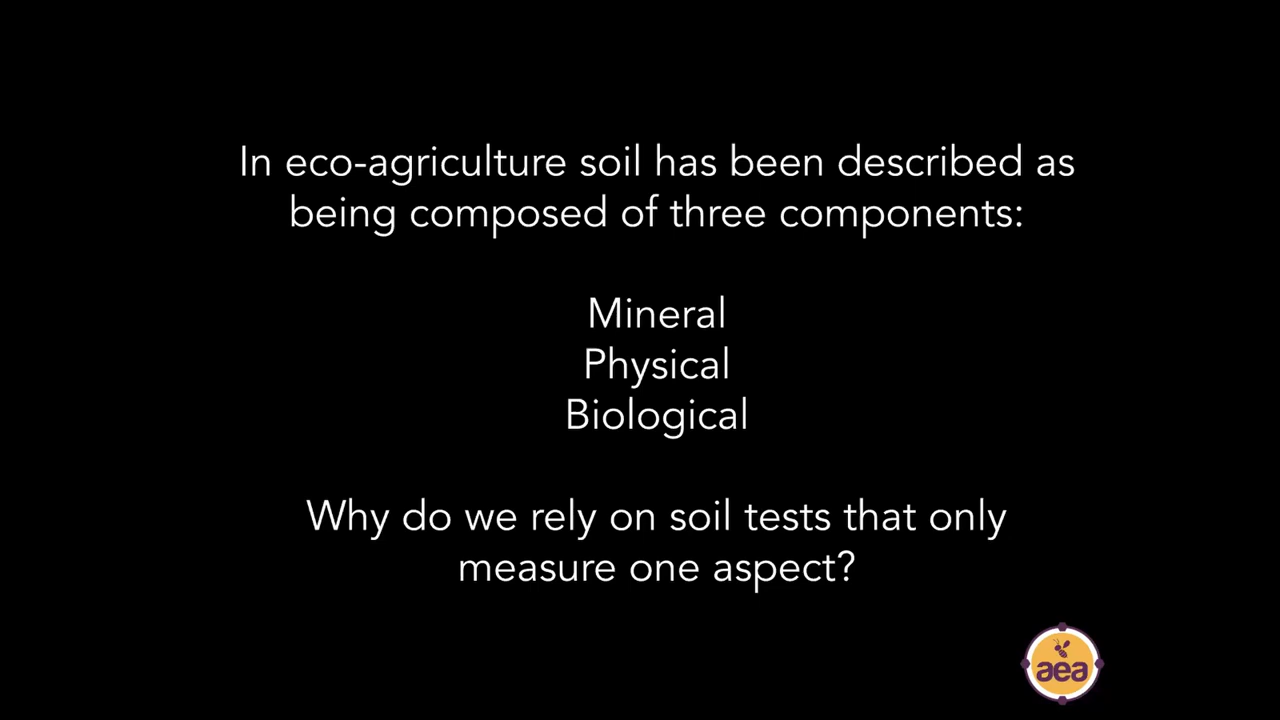 In eco-agriculture soil has been described as
being composed of three components:
Mineral
Physical
Biological
Why do we rely on soil tests that only
measure one aspect?
aea